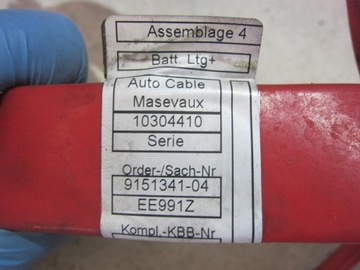 Assemblage 4
Batt. Ltg+
Auto Cable
Masevaux
10304410
Serie
Order-/Sach-Nr
9151341-04
EE991Z
Kompl.-KBB-Nr